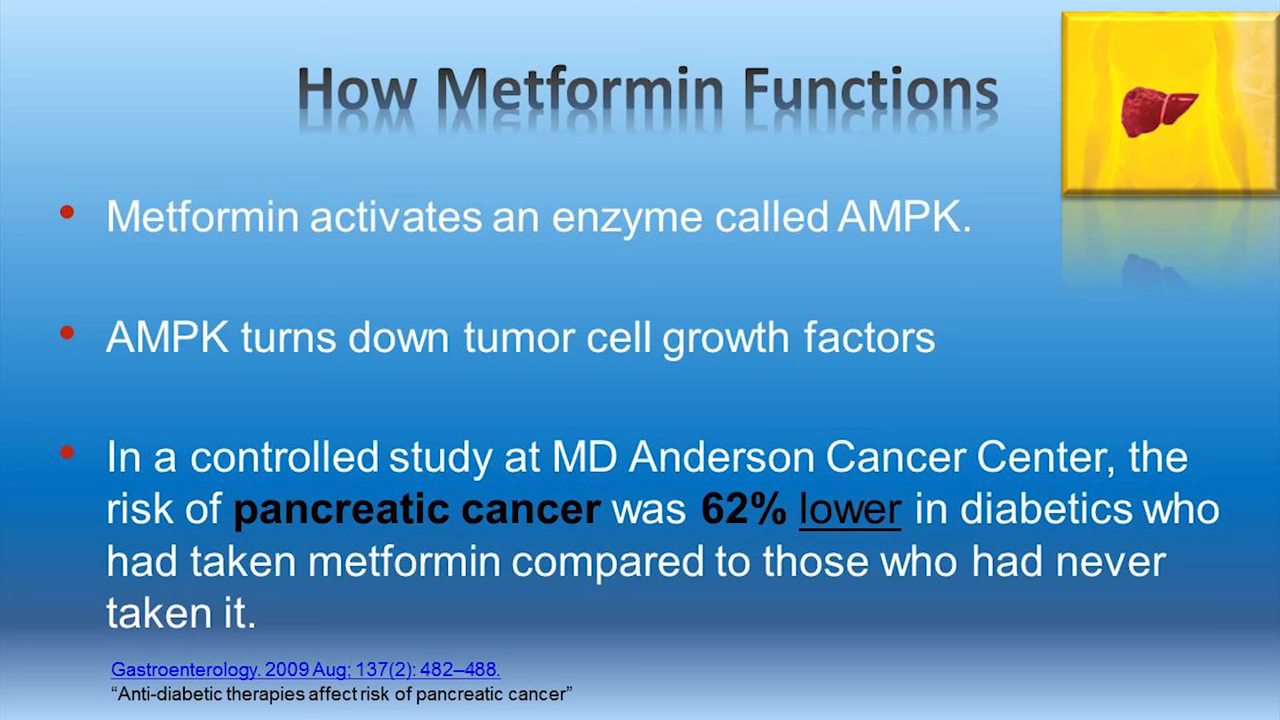 How Metformin Functions
• Metformin activates an enzyme called AMPK.
• AMPK turns down tumor cell growth factors
• In a controlled study at MD Anderson Cancer Center, the
risk of pancreatic cancer was 62% lower in diabetics who
had taken metformin compared to those who had never
taken it.
Gastroenterology. 2009 Aug; 137(2): 482–488.
“Anti-diabetic therapies affect risk of pancreatic cancer”